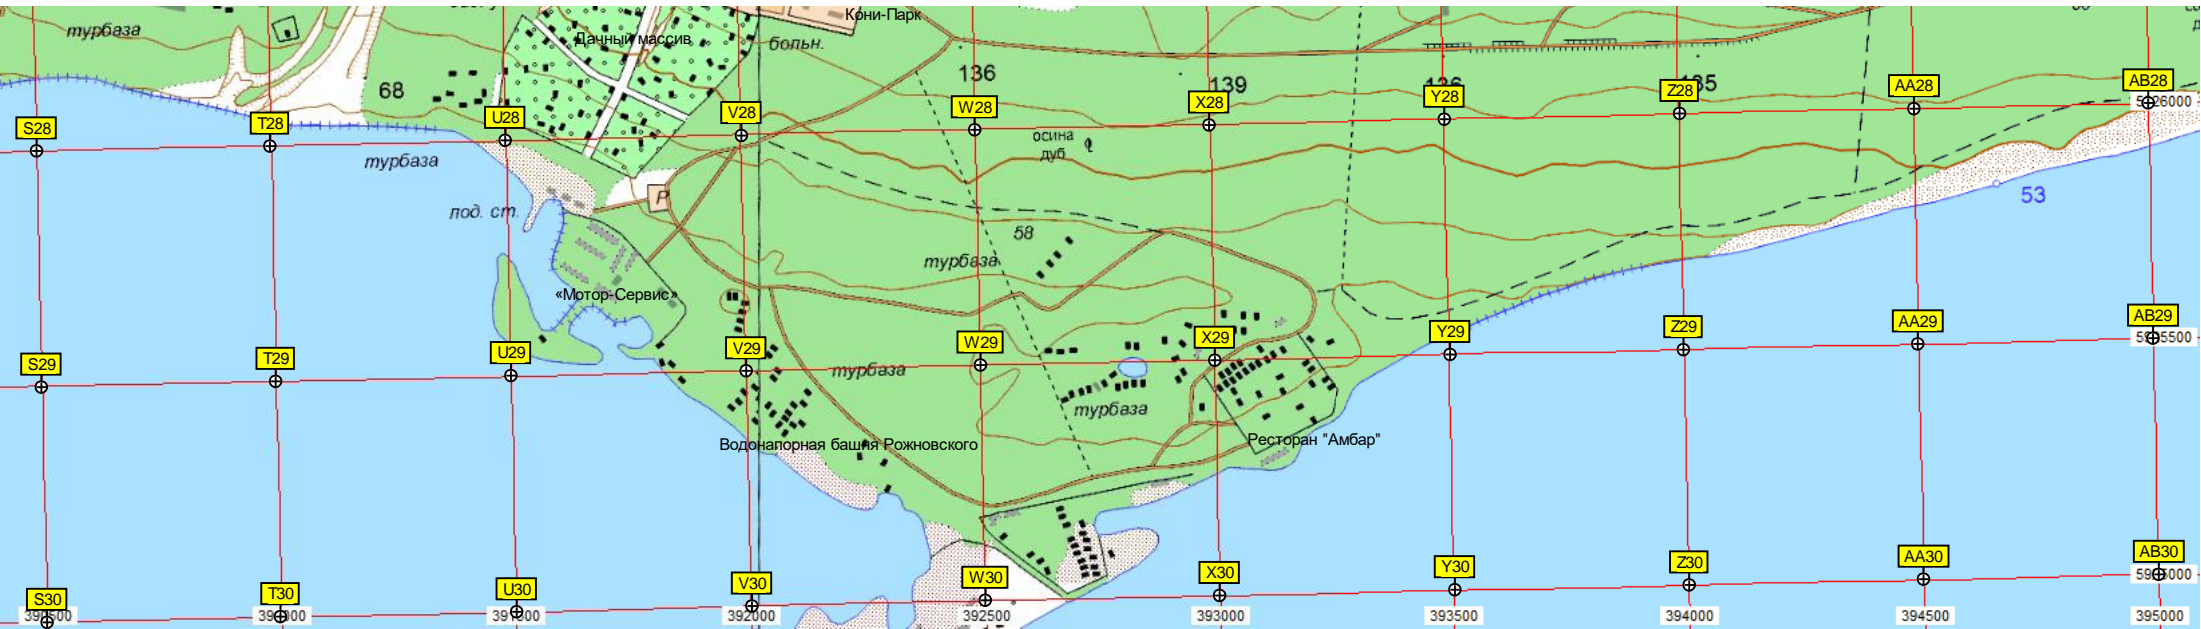 Кони-Парк
турбаза
Дачный массив
больн.
136
139
68
AB28
AA28
Z28
Y28
X28
W28
V28
U28
T28
S28
осина
дуб
турбаза
P
под. ст.
53
58
турбаза
«Мотор-Сервис»
AB29
AA29
Z29
Y29
X29
W29
V29
U29
T29
S29
турбаза
турбаза
Водонапорная башня Рожновского
Ресторан "Амбар"
AB30
AA30
Z30
Y30
X30
W30
V30
U30
T30
S30
392000
392500
393000
393500
394000
394500
395000